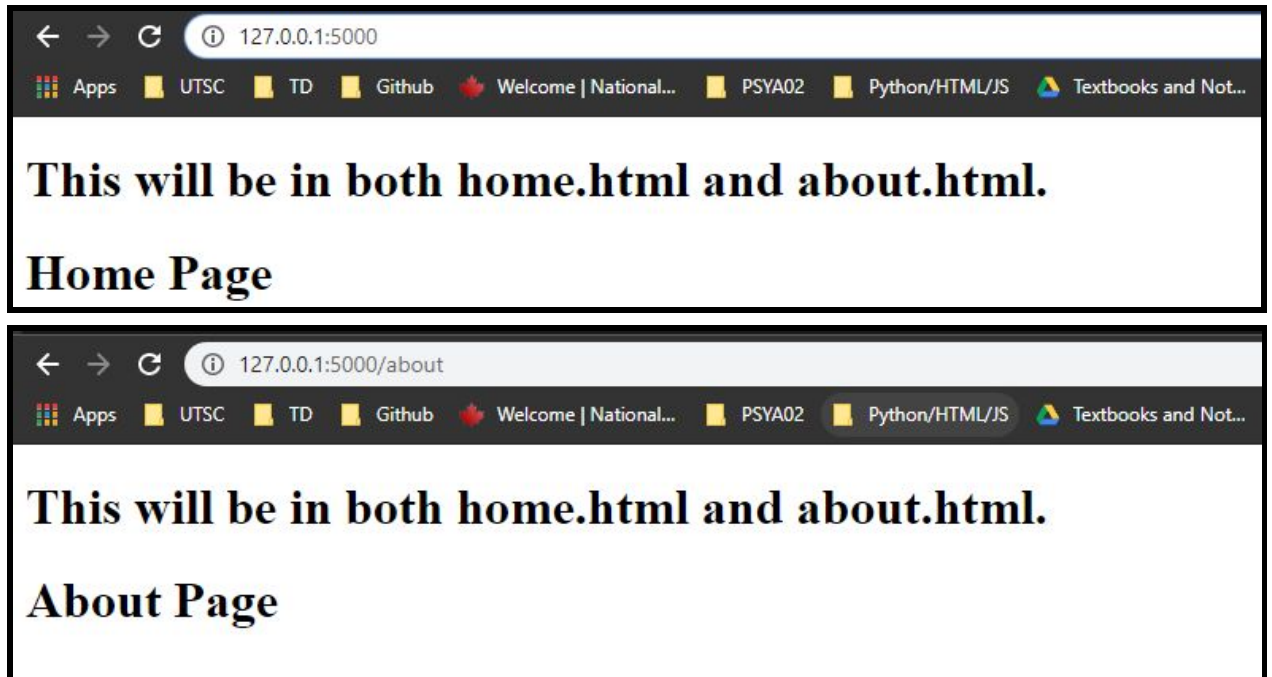 127.0.0.1:5000
Apps UTSC TD Github Welcome | National... PSYA02 Python/HTML/JS Textbooks and Not...
This will be in both home.html and about.html.
Home Page
127.0.0.1:5000/about
Apps UTSC TD Github Welcome | National... PSYA02 Python/HTML/JS Textbooks and Not...
This will be in both home.html and about.html.
About Page